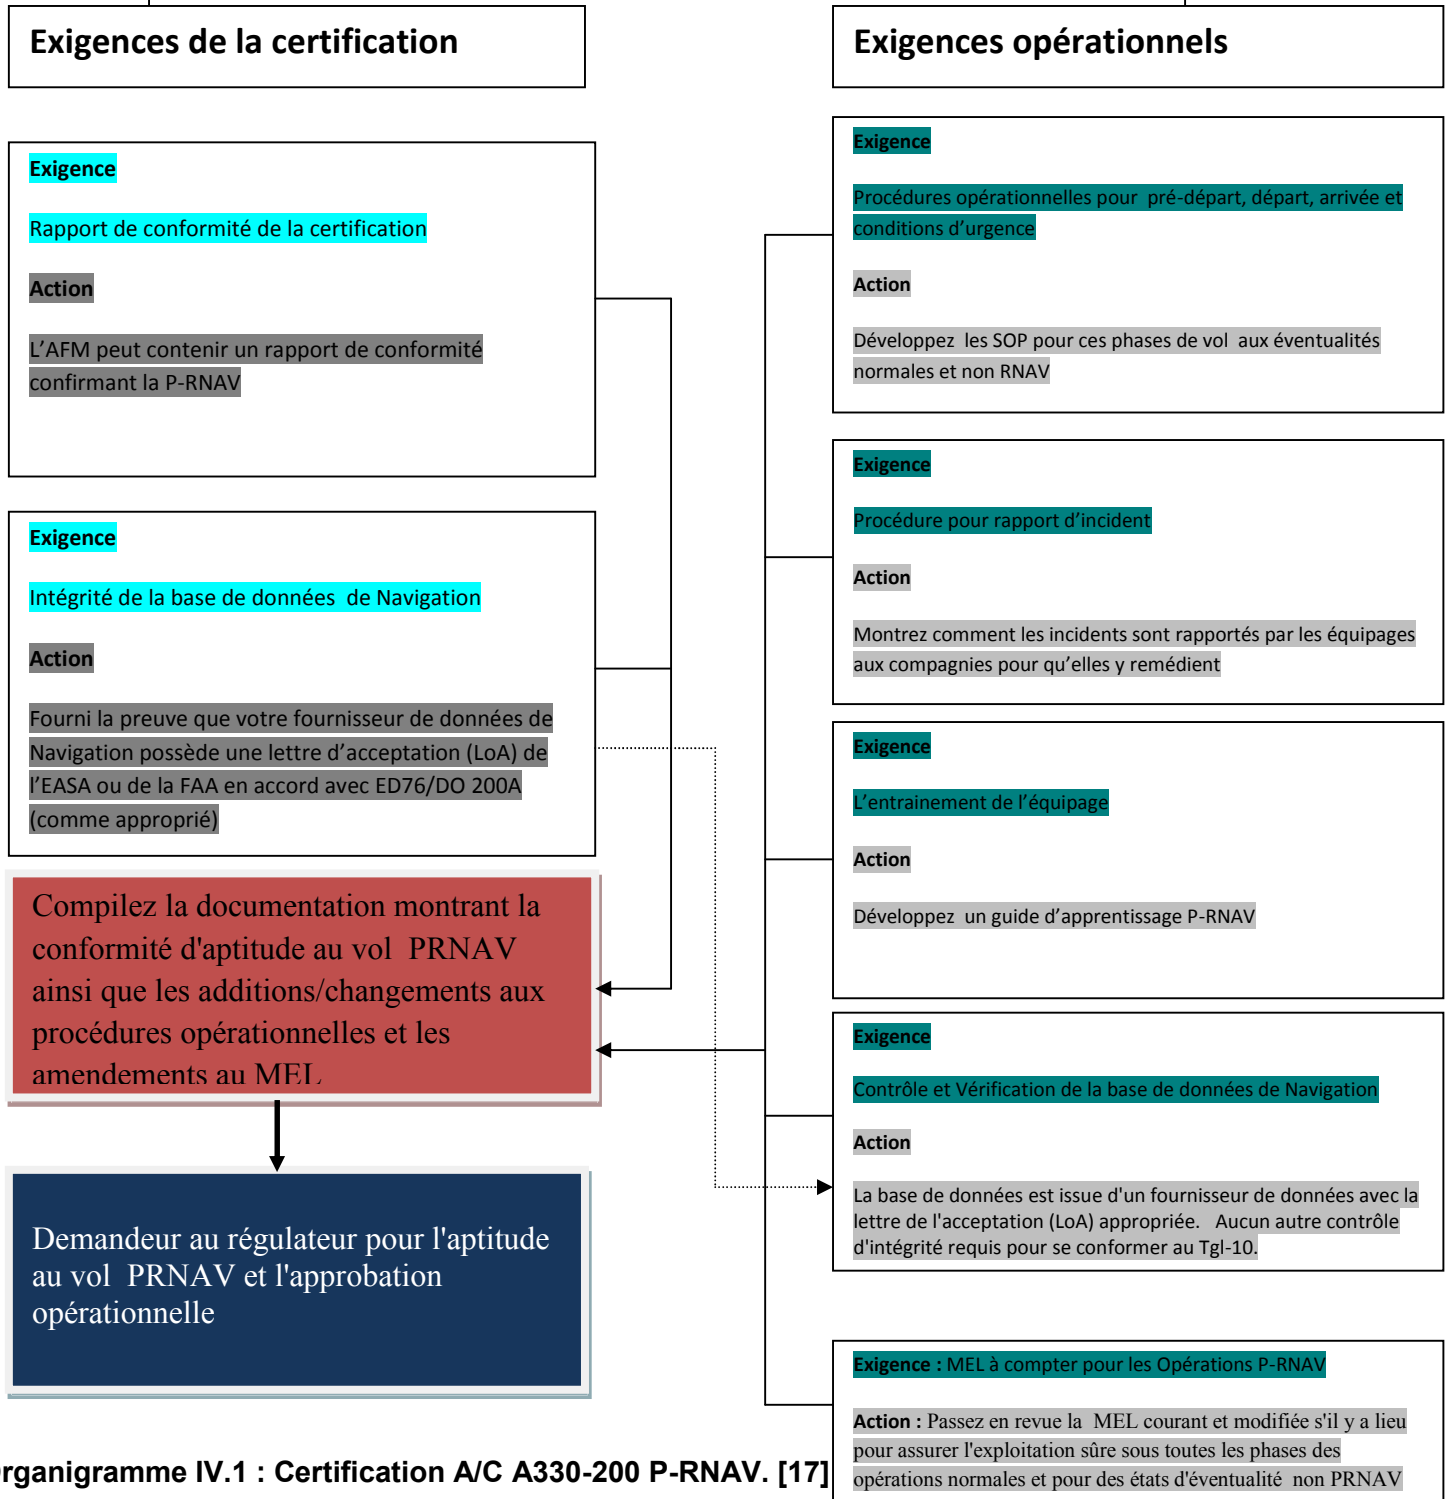 Exigences de la certification
Exigence
Rapport de conformité de la certification
Action
L'AFM peut contenir un rapport de conformité
confirmant la P-RNAV
Exigence
Intégrité de la base de données de Navigation
Action
Fourni la preuve que votre fournisseur de données de
Navigation possède une lettre d'acceptation (LoA) de
l'EASA ou de la FAA en accord avec ED76/DO 200A
(comme approprié)
Compilez la documentation montrant la
conformité d'aptitude au vol PRNAV
ainsi que les additions/changements aux
procédures opérationnelles et les
amendements au MEL
Demandeur au régulateur pour l'aptitude
au vol PRNAV et l'approbation
opérationnelle
Exigences opérationnels
Exigence
Procédures opérationnelles pour pré-départ, départ, arrivée et
conditions d'urgence
Action
Développez les SOP pour ces phases de vol aux éventualités
normales et non RNAV
Exigence
Procédure pour rapport d'incident
Action
Montrez comment les incidents sont rapportés par les équipages
aux compagnies pour qu'elles y remédient
Exigence
L'entrainement de l'équipage
Action
Développez un guide d'apprentissage P-RNAV
Exigence
Contrôle et Vérification de la base de données de Navigation
Action
La base de données est issue d'un fournisseur de données avec la
lettre de l'acceptation (LoA) appropriée. Aucun autre contrôle
d'intégrité requis pour se conformer au Tgl-10.
Exigence : MEL à compter pour les Opérations P-RNAV
Action : Passez en revue la MEL courant et modifiée s'il y a lieu
pour assurer l'exploitation sûre sous toutes les phases des
opérations normales et pour des états d'éventualité non PRNAV
rganigramme IV.1 : Certification A/C A330-200 P-RNAV. [17]